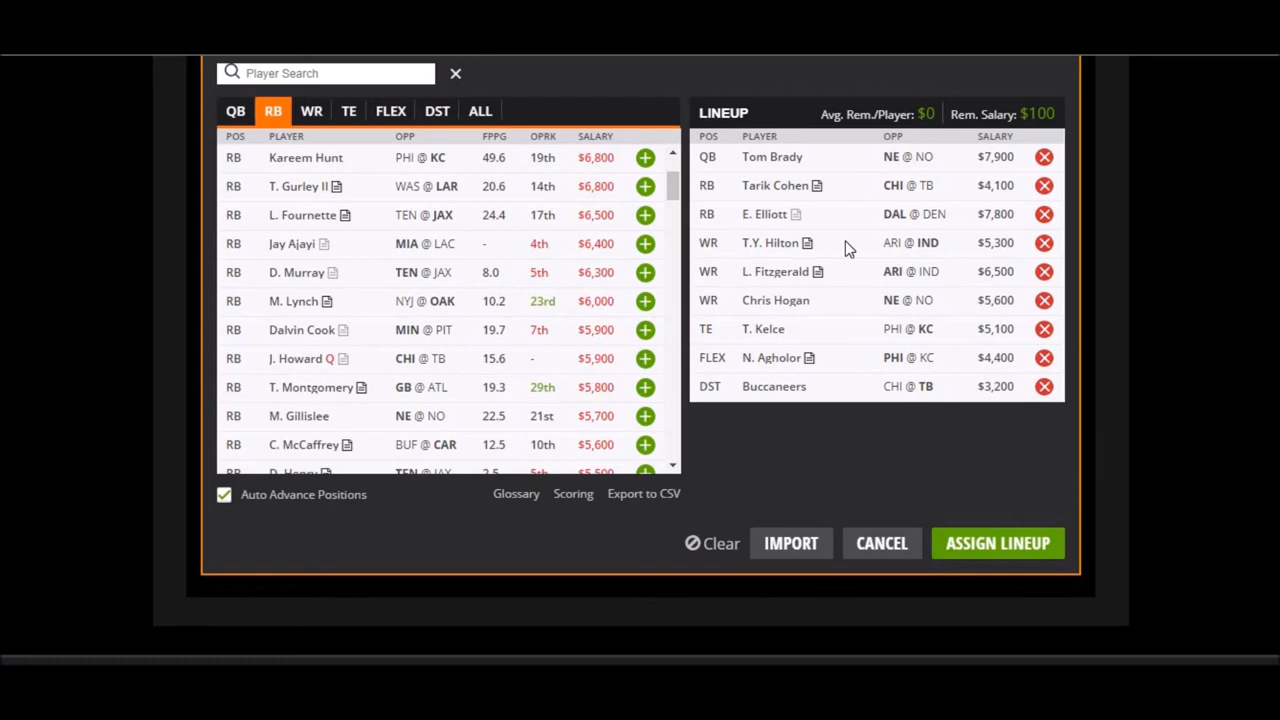 Player Search ✕
QB RB WR TE FLEX DST ALL
POS PLAYER OPP FPPG OPRK SALARY
RB Kareem Hunt PHI @ KC 49.6 19th $6,800
RB T. Gurley II WAS @ LAR 20.6 14th $6,800
RB L. Fournette TEN @ JAX 24.4 17th $6,500
RB Jay Ajayi MIA @ LAC - 4th $6,400
RB D. Murray TEN @ JAX 8.0 5th $6,300
RB M. Lynch NYJ @ OAK 10.2 23rd $6,000
RB Dalvin Cook MIN @ PIT 19.7 7th $5,900
RB J. Howard Q CHI @ TB 15.6 - $5,900
RB T. Montgomery GB @ ATL 19.3 29th $5,800
RB M. Gillislee NE @ NO 22.5 21st $5,700
RB C. McCaffrey BUF @ CAR 12.5 10th $5,600
RB D. Henry TEN @ JAX 2.5 5th $5,500
Auto Advance Positions Glossary Scoring Export to CSV
LINEUP Avg. Rem./Player: $0 Rem. Salary: $100
POS PLAYER OPP SALARY
QB Tom Brady NE @ NO $7,900
RB Tarik Cohen CHI @ TB $4,100
RB E. Elliott DAL @ DEN $7,800
WR T.Y. Hilton ARI @ IND $5,300
WR L. Fitzgerald ARI @ IND $6,500
WR Chris Hogan NE @ NO $5,600
TE T. Kelce PHI @ KC $5,100
FLEX N. Agholor PHI @ KC $4,400
DST Buccaneers CHI @ TB $3,200
Clear IMPORT CANCEL ASSIGN LINEUP